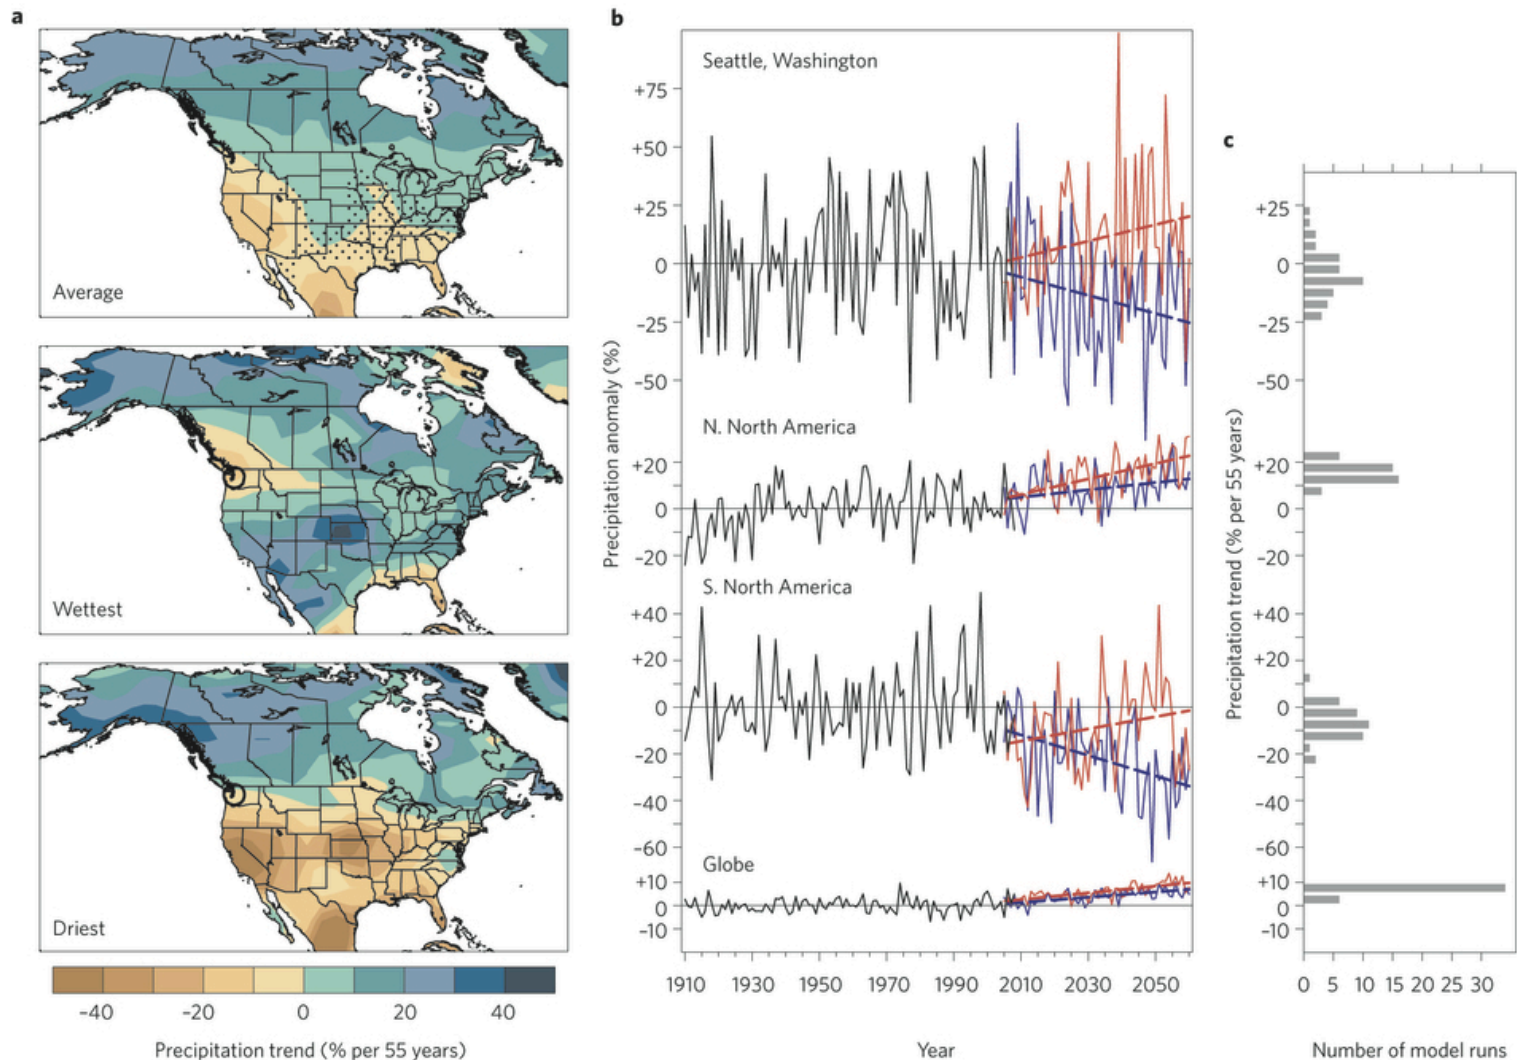 a
Average
Wettest
Driest
−40 −20 0 20 40
Precipitation trend (% per 55 years)
b
Precipitation anomaly (%)
Seattle, Washington
+75
+50
+25
0
−25
−50
N. North America
+20
0
−20
S. North America
+40
+20
0
−20
−40
−60
Globe
+10
0
−10
1910 1930 1950 1970 1990 2010 2030 2050
Year
c
Precipitation trend (% per 55 years)
+25
0
−25
−50
+20
0
−20
+40
+20
0
−20
−40
−60
+10
0
−10
0 5 10 15 20 25 30
Number of model runs